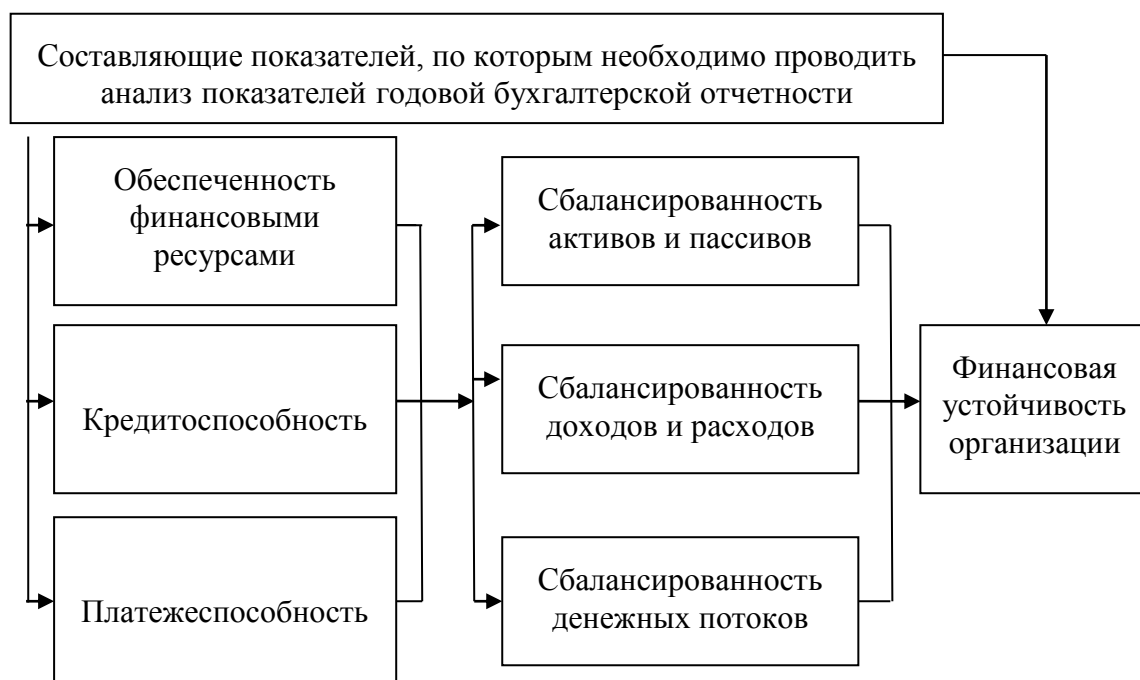 Составляющие показателей, по которым необходимо проводить
анализ показателей годовой бухгалтерской отчетности
Обеспеченность
финансовыми
ресурсами
Кредитоспособность
Платежеспособность
Сбалансированность
активов и пассивов
Сбалансированность
доходов и расходов
Сбалансированность
денежных потоков
Финансовая
устойчивость
организации